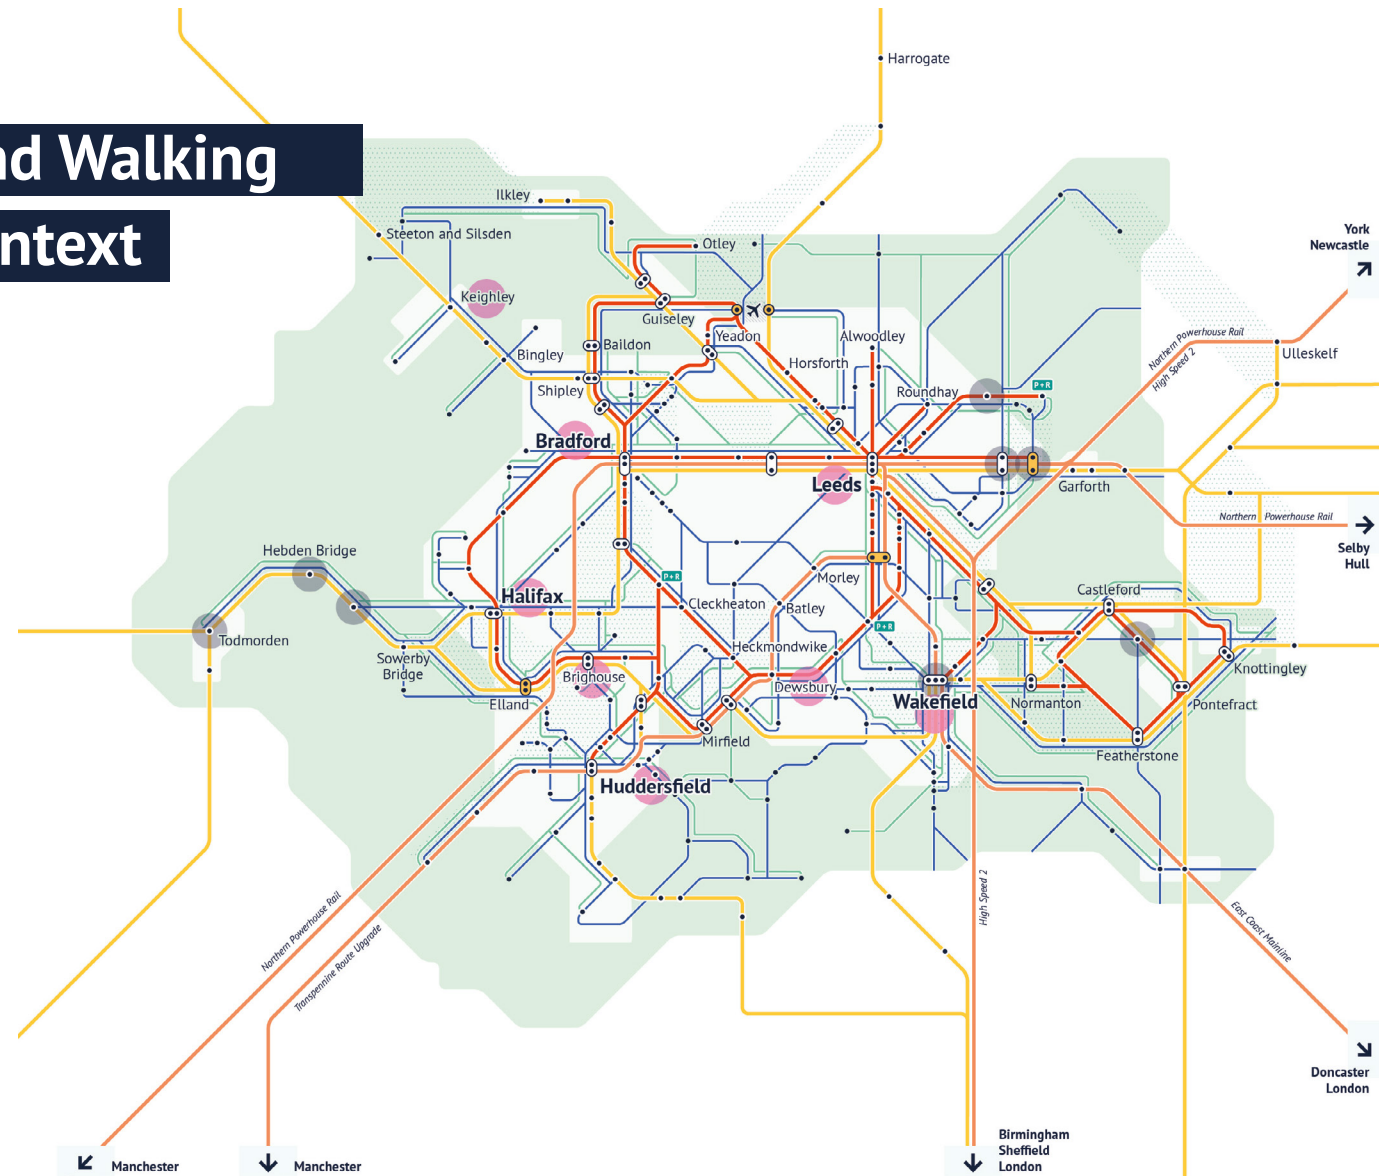 nd Walking
ntext
Harrogate
Ilkley
Steeton and Silsden
Otley
York
Newcastle
Keighley
Guiseley
Yeadon
Alwoodley
Baildon
Bingley
Horsforth
Shipley
Roundhay
P+R
Northern Powerhouse Rail
High Speed 2
Ulleskelf
Bradford
Leeds
Garforth
Northern Powerhouse Rail
Selby
Hull
Hebden Bridge
Halifax
P+R
Morley
Cleckheaton
Batley
Castleford
Todmorden
P+R
Sowerby
Bridge
Heckmondwike
Brighouse
Dewsbury
Knottingley
Elland
Wakefield
Normanton
Pontefract
Mirfield
Featherstone
Huddersfield
Northern Powerhouse Rail
Transpennine Route Upgrade
High Speed 2
East Coast Mainline
Doncaster
London
Manchester
Manchester
Birmingham
Sheffield
London